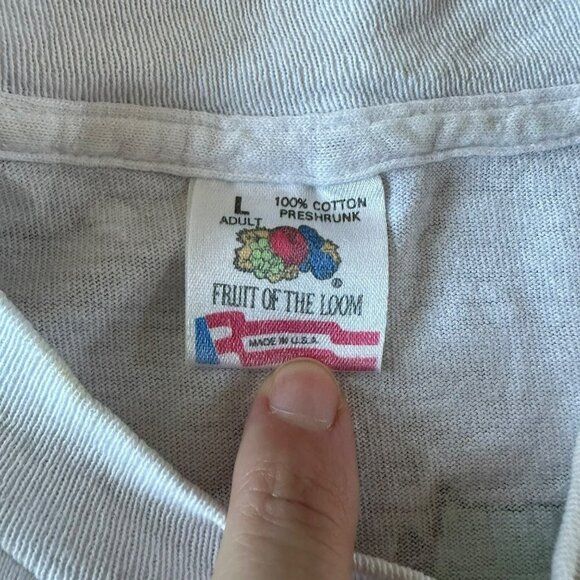 L 100% COTTON
ADULT PRESHRUNK
®
FRUIT OF THE LOOM
MADE IN U.S.A.